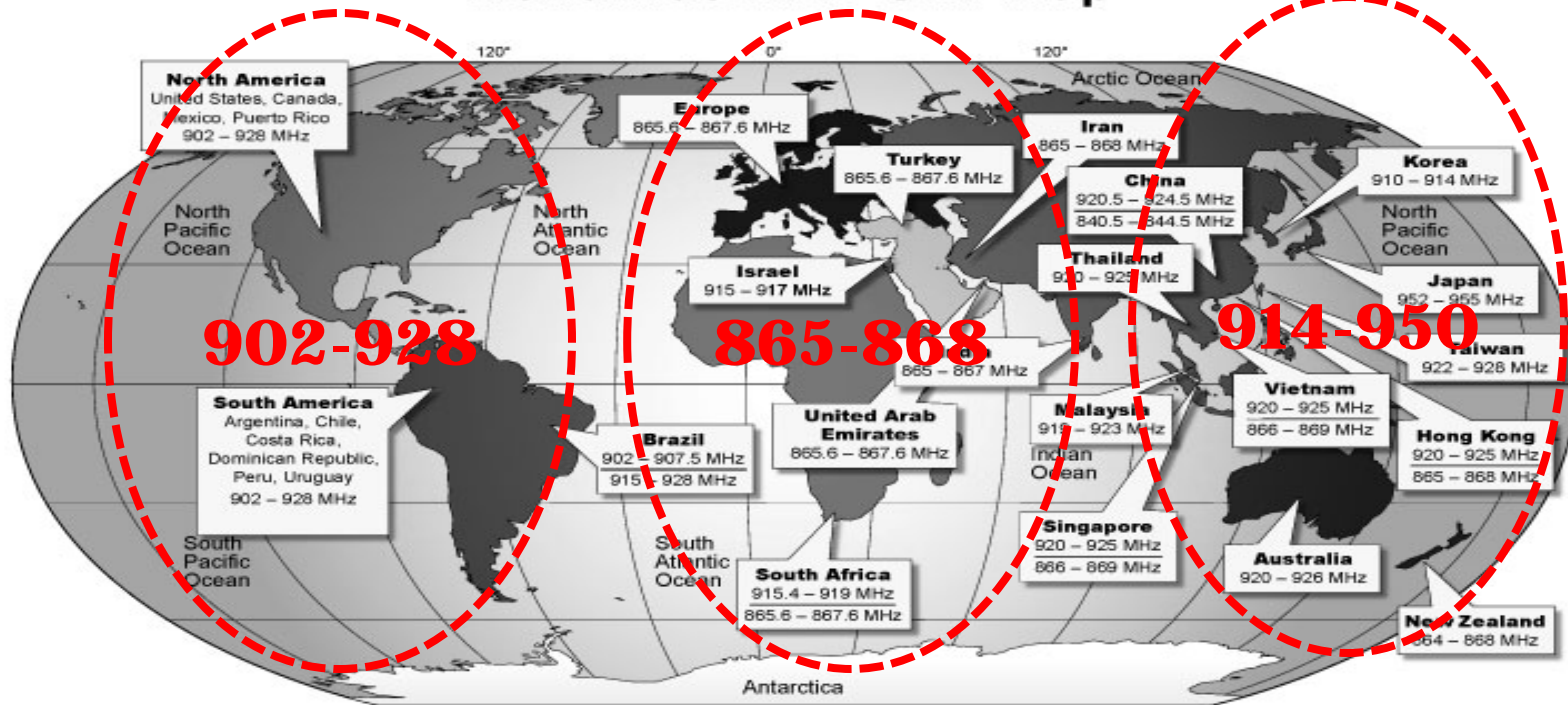 120°
0°
120°
Arctic Ocean
North America
United States, Canada,
Mexico, Puerto Rico
902 – 928 MHz
Europe
865.6 – 867.6 MHz
Iran
865 – 868 MHz
Turkey
865.6 – 867.6 MHz
China
920.5 – 924.5 MHz
840.5 – 844.5 MHz
Korea
910 – 914 MHz
North
Pacific
Ocean
North
Atlantic
Ocean
North
Pacific
Ocean
Israel
915 – 917 MHz
Thailand
920 – 925 MHz
Japan
952 – 955 MHz
902-928
865-868
914-950
865 – 867 MHz
Taiwan
922 – 928 MHz
South America
Argentina, Chile,
Costa Rica,
Dominican Republic,
Peru, Uruguay
902 – 928 MHz
Brazil
902 – 907.5 MHz
915 – 928 MHz
United Arab
Emirates
865.6 – 867.6 MHz
Malaysia
919 – 923 MHz
Indian
Ocean
Vietnam
920 – 925 MHz
866 – 869 MHz
Hong Kong
920 – 925 MHz
865 – 868 MHz
South
Pacific
Ocean
South
Atlantic
Ocean
South Africa
915.4 – 919 MHz
865.6 – 867.6 MHz
Singapore
920 – 925 MHz
866 – 869 MHz
Australia
920 – 926 MHz
New Zealand
864 – 868 MHz
Antarctica